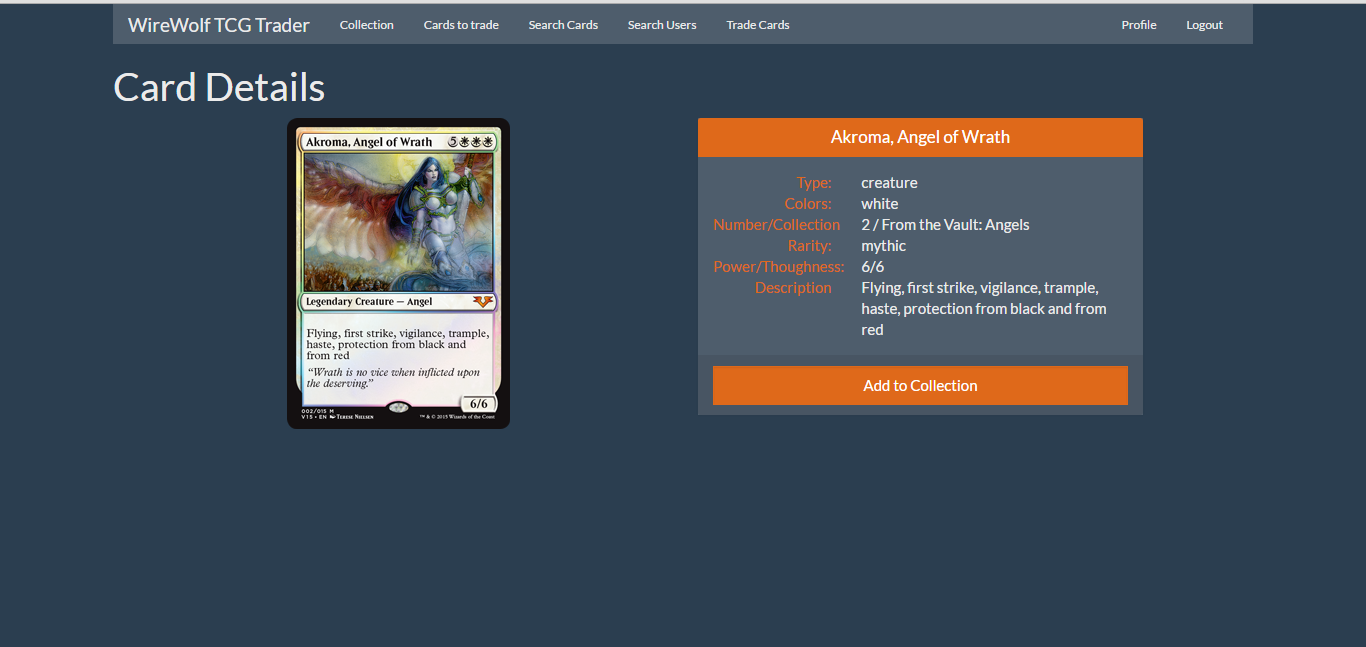 WireWolf TCG Trader Collection Cards to trade Search Cards Search Users Trade Cards Profile Logout
Card Details
Akroma, Angel of Wrath 5
Legendary Creature — Angel
Flying, first strike, vigilance, trample,
haste, protection from black and
from red
“Wrath is no vice when inflicted upon
the deserving.”
6/6
002/015 M
V15 • EN Terese Nielsen
™ & © 2015 Wizards of the Coast
Akroma, Angel of Wrath
Type: creature
Colors: white
Number/Collection 2 / From the Vault: Angels
Rarity: mythic
Power/Thoughness: 6/6
Description Flying, first strike, vigilance, trample,
haste, protection from black and from
red
Add to Collection